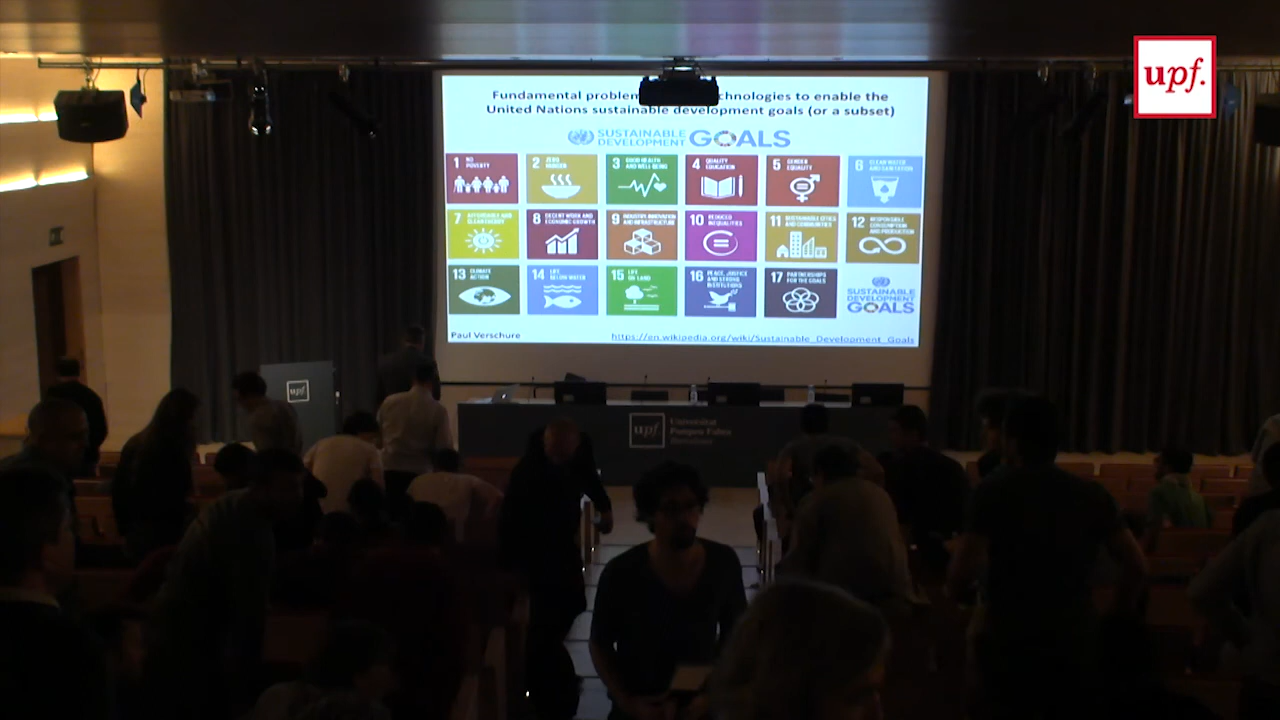 upf.
Fundamental problem chnologies to enable the
United Nations sustainable development goals (or a subset)
SUSTAINABLE
DEVELOPMENT
GOALS
1 NO
POVERTY
2 ZERO
HUNGER
3 GOOD HEALTH
AND WELL-BEING
4 QUALITY
EDUCATION
5 GENDER
EQUALITY
6 CLEAN WATER
AND SANITATION
7 AFFORDABLE AND
CLEAN ENERGY
8 DECENT WORK AND
ECONOMIC GROWTH
9 INDUSTRY, INNOVATION
AND INFRASTRUCTURE
10 REDUCED
INEQUALITIES
11 SUSTAINABLE CITIES
AND COMMUNITIES
12 RESPONSIBLE
CONSUMPTION
AND PRODUCTION
13 CLIMATE
ACTION
14 LIFE
BELOW WATER
15 LIFE
ON LAND
16 PEACE, JUSTICE
AND STRONG
INSTITUTIONS
17 PARTNERSHIPS
FOR THE GOALS
SUSTAINABLE
DEVELOPMENT
GOALS
Paul Verschure
https://en.wikipedia.org/wiki/Sustainable_Development_Goals
upf
upf
Universitat
Pompeu Fabra
Barcelona